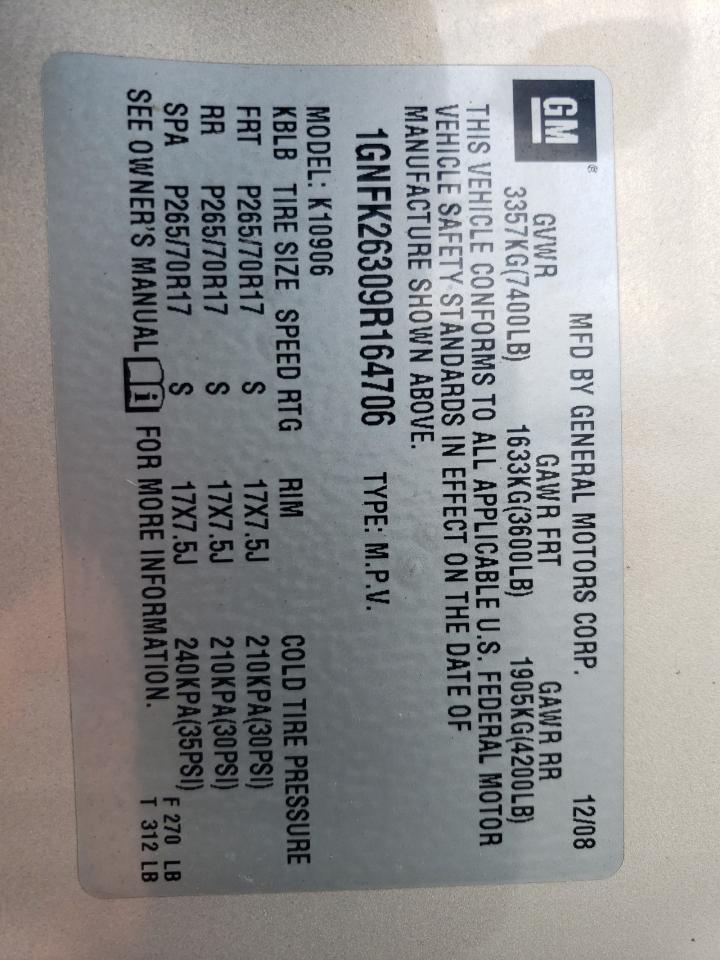 GM®
MFD BY GENERAL MOTORS CORP. 12/08
GVWR GAWR FRT GAWR RR
3357KG(7400LB) 1633KG(3600LB) 1905KG(4200LB)
THIS VEHICLE CONFORMS TO ALL APPLICABLE U.S. FEDERAL MOTOR
VEHICLE SAFETY STANDARDS IN EFFECT ON THE DATE OF
MANUFACTURE SHOWN ABOVE.
1GNFK26309R164706 TYPE: M.P.V.
MODEL: K10906
KBLB TIRE SIZE SPEED RTG RIM COLD TIRE PRESSURE
FRT P265/70R17 S 17X7.5J 210KPA(30PSI)
RR P265/70R17 S 17X7.5J 210KPA(30PSI)
SPA P265/70R17 S 17X7.5J 240KPA(35PSI) F 270 LB
SEE OWNER'S MANUAL i FOR MORE INFORMATION. T 312 LB